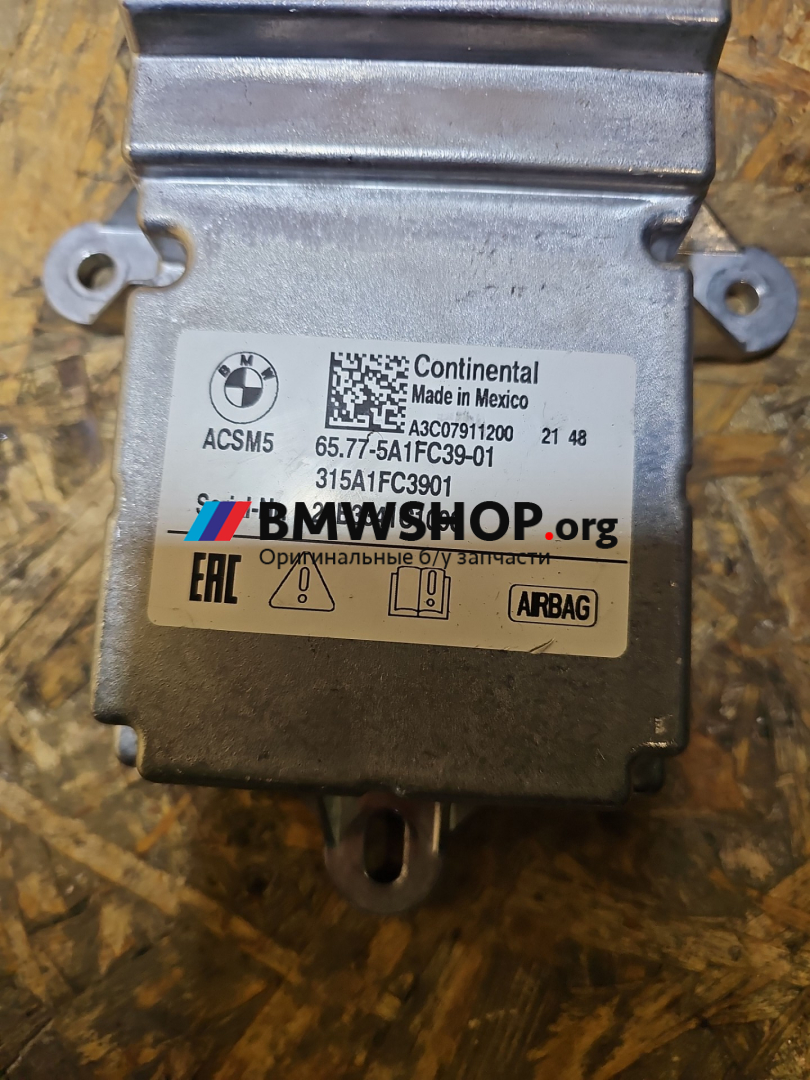 BMW
Continental
Made in Mexico
A3C07911200 21 48
ACSM5 65.77-5A1FC39-01
315A1FC3901
BMWSHOP.org
Оригинальные б/у запчасти
EAC
AIRBAG